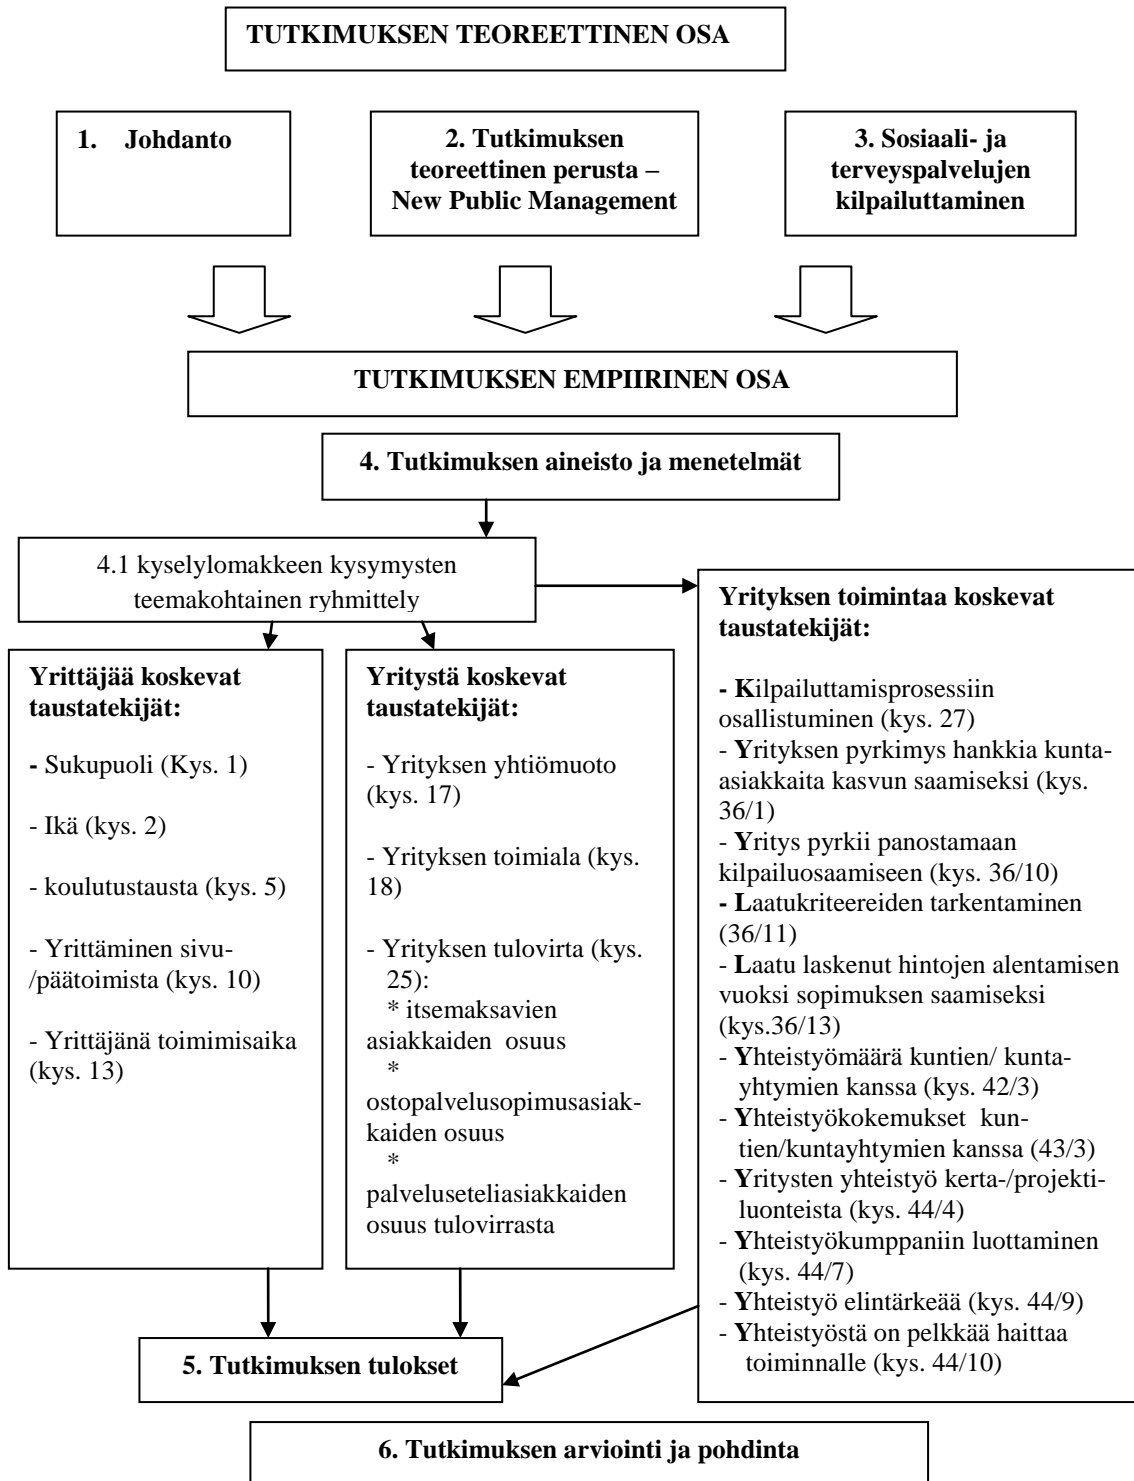 TUTKIMUKSEN TEOREETTINEN OSA
1. Johdanto
2. Tutkimuksen
teoreettinen perusta –
New Public Management
3. Sosiaali- ja
terveyspalvelujen
kilpailuttaminen
TUTKIMUKSEN EMPIIRINEN OSA
4. Tutkimuksen aineisto ja menetelmät
4.1 kyselylomakkeen kysymysten
teemakohtainen ryhmittely
Yrittäjää koskevat
taustatekijät:
- Sukupuoli (Kys. 1)
- Ikä (kys. 2)
- koulutustausta (kys. 5)
- Yrittäminen sivu-
/päätoimista (kys. 10)
- Yrittäjänä toimimisaika
(kys. 13)
Yritystä koskevat
taustatekijät:
- Yrityksen yhtiömuoto
(kys. 17)
- Yrityksen toimiala (kys.
18)
- Yrityksen tulovirta (kys.
25):
* itsemaksavien
asiakkaiden osuus
*
ostopalvelusopimusasiak-
kaiden osuus
*
palveluseteliasiakkaiden
osuus tulovirrasta
Yrityksen toimintaa koskevat
taustatekijät:
- Kilpailuttamisprosessiin
osallistuminen (kys. 27)
- Yrityksen pyrkimys hankkia kunta-
asiakkaita kasvun saamiseksi (kys.
36/1)
- Yritys pyrkii panostamaan
kilpailuosaamiseen (kys. 36/10)
- Laatukriteereiden tarkentaminen
(36/11)
- Laatu laskenut hintojen alentamisen
vuoksi sopimuksen saamiseksi
(kys.36/13)
- Yhteistyömäärä kuntien/ kunta-
yhtymien kanssa (kys. 42/3)
- Yhteistyökokemukset kun-
tien/kuntayhtymien kanssa (43/3)
- Yritysten yhteistyö kerta-/projekti-
luonteista (kys. 44/4)
- Yhteistyökumppaniin luottaminen
(kys. 44/7)
- Yhteistyö elintärkeää (kys. 44/9)
- Yhteistyöstä on pelkkää haittaa
toiminnalle (kys. 44/10)
5. Tutkimuksen tulokset
6. Tutkimuksen arviointi ja pohdinta